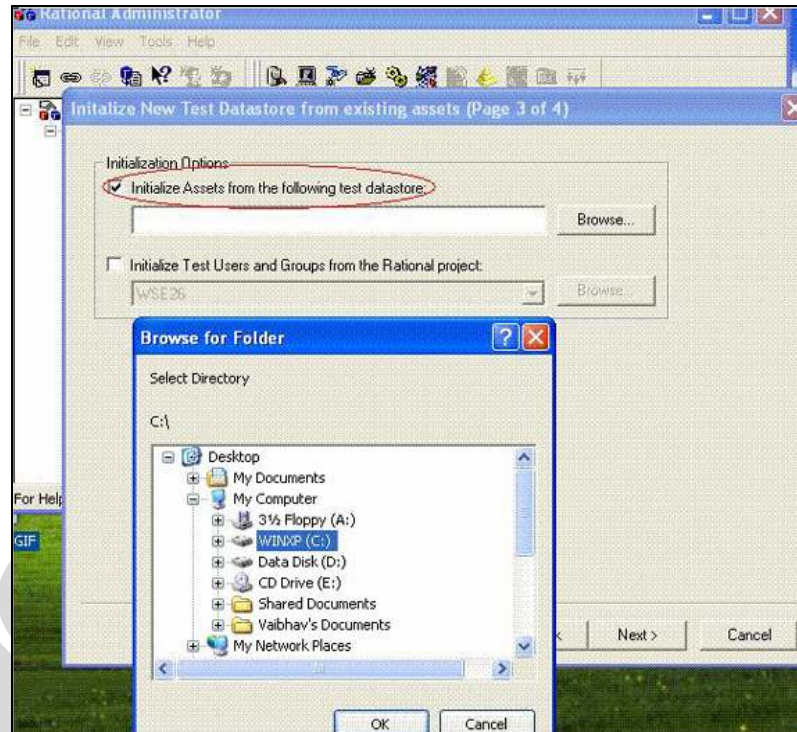 Rational Administrator
File Edit View Tools Help
Initalize New Test Datastore from existing assets (Page 3 of 4)
Initialization Options
Initialize Assets from the following test datastore:
Browse...
Initialize Test Users and Groups from the Rational project:
WSE26
Browse...
Browse for Folder
Select Directory
C:\
Desktop
My Documents
My Computer
3½ Floppy (A:)
WINXP (C:)
Data Disk (D:)
CD Drive (E:)
Shared Documents
Vaibhav's Documents
My Network Places
For Help
GIF
< Next > Cancel
OK Cancel